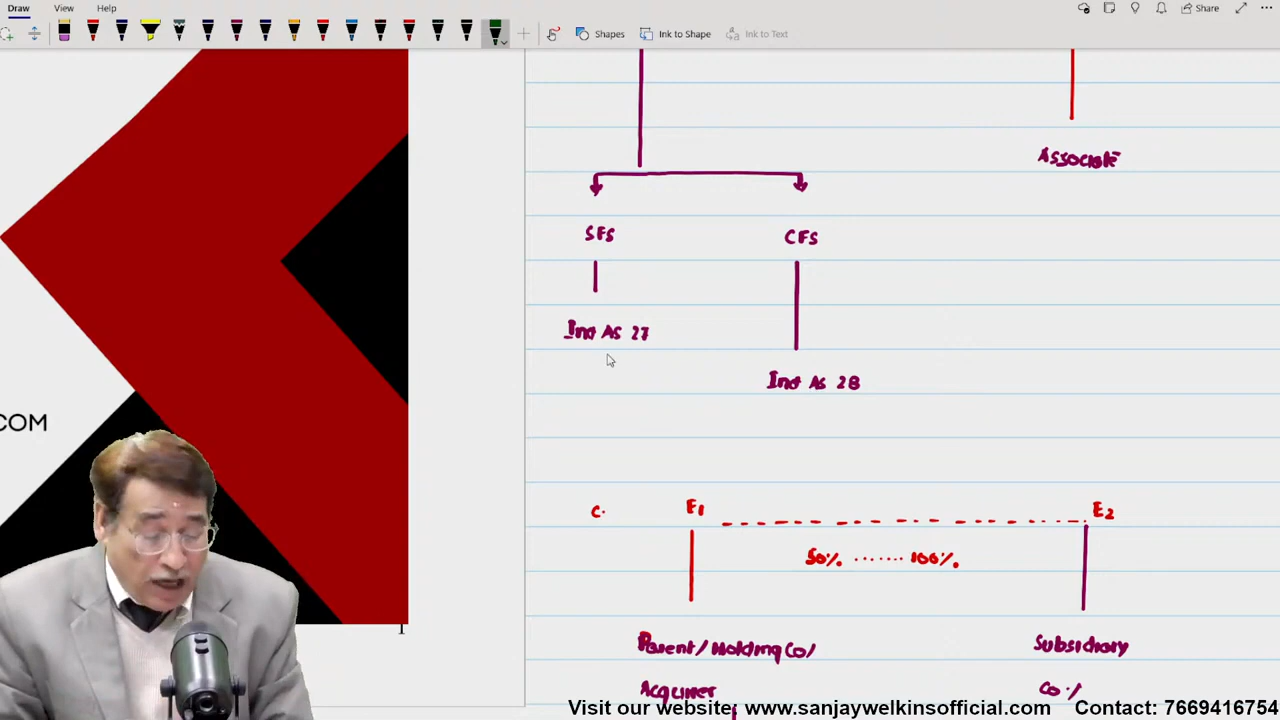 Draw View Help
Shapes Ink to Shape Ink to Text Share
Associate
SFS CFS
Ind As 27
Ind As 28
COM
C. E1 E2
50% ....... 100%.
Parent/Holding Co/ Subsidiary
Acquirer Co./
Visit our website: www.sanjaywelkinsofficial.com Contact: 7669416754